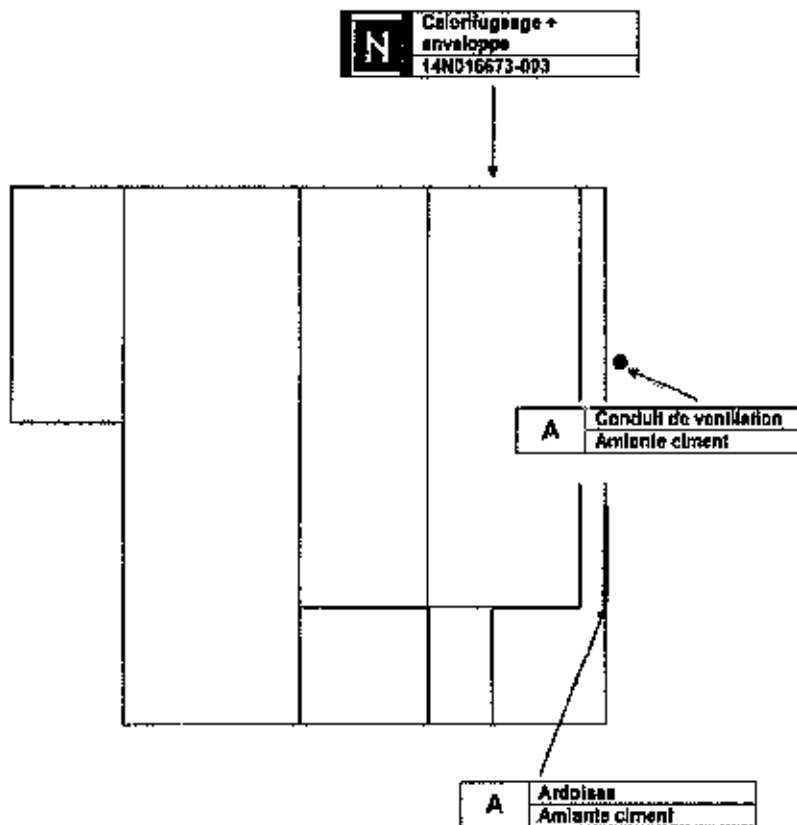 N
Calorifugeage +
enveloppe
14N016673-003
A
Conduit de ventilation
Amiante ciment
A
Ardoises
Amiante ciment